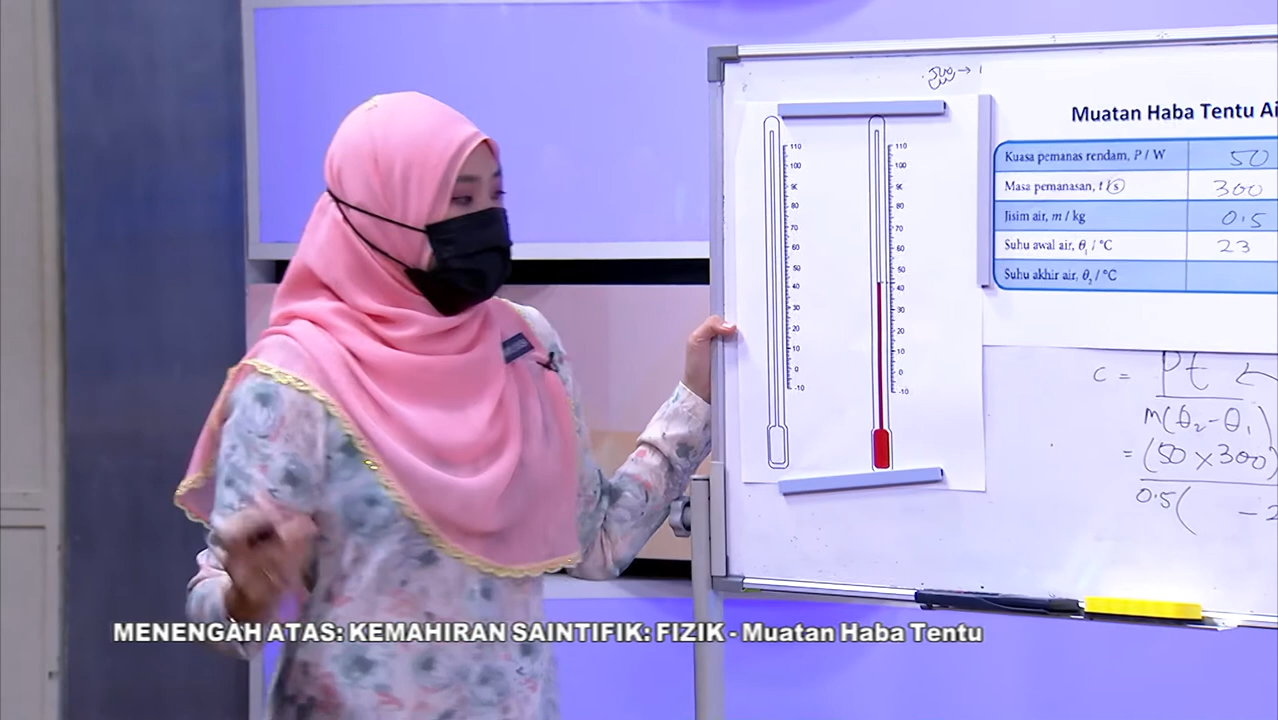 Muatan Haba Tentu Ai
Kuasa pemanas rendam, P / W 50
Masa pemanasan, t / s 300
Jisim air, m / kg 0.5
Suhu awal air, θ₁ / °C 23
Suhu akhir air, θ₂ / °C
110 110
100 100
90 90
80 80
70 70
60 60
50 50
40 40
30 30
20 20
10 10
0 0
-10 -10
c = Pt
m(θ₂-θ₁)
= (50 × 300)
0.5( - 2
MENENGAH ATAS: KEMAHIRAN SAINTIFIK: FIZIK - Muatan Haba Tentu